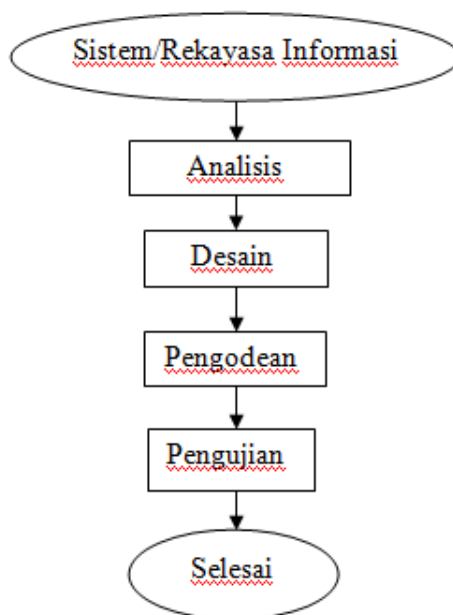 Sistem/Rekayasa Informasi
Analisis
Desain
Pengodean
Pengujian
Selesai